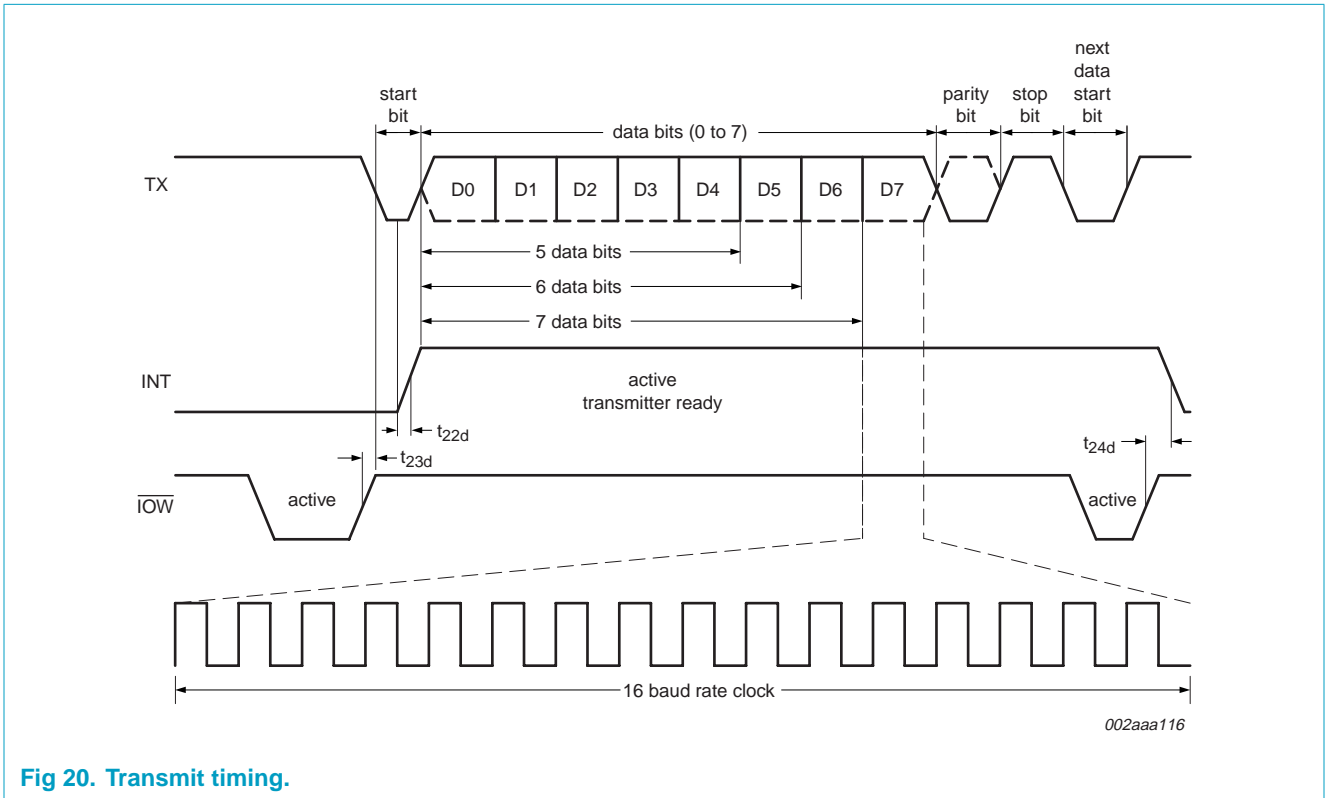 next
data
start
bit
start
bit
parity
bit
stop
bit
data bits (0 to 7)
TX
D0 D1 D2 D3 D4 D5 D6 D7
5 data bits
6 data bits
7 data bits
INT
active
transmitter ready
t22d
t24d
t23d
IOW
active
active
16 baud rate clock
002aaa116
Fig 20. Transmit timing.